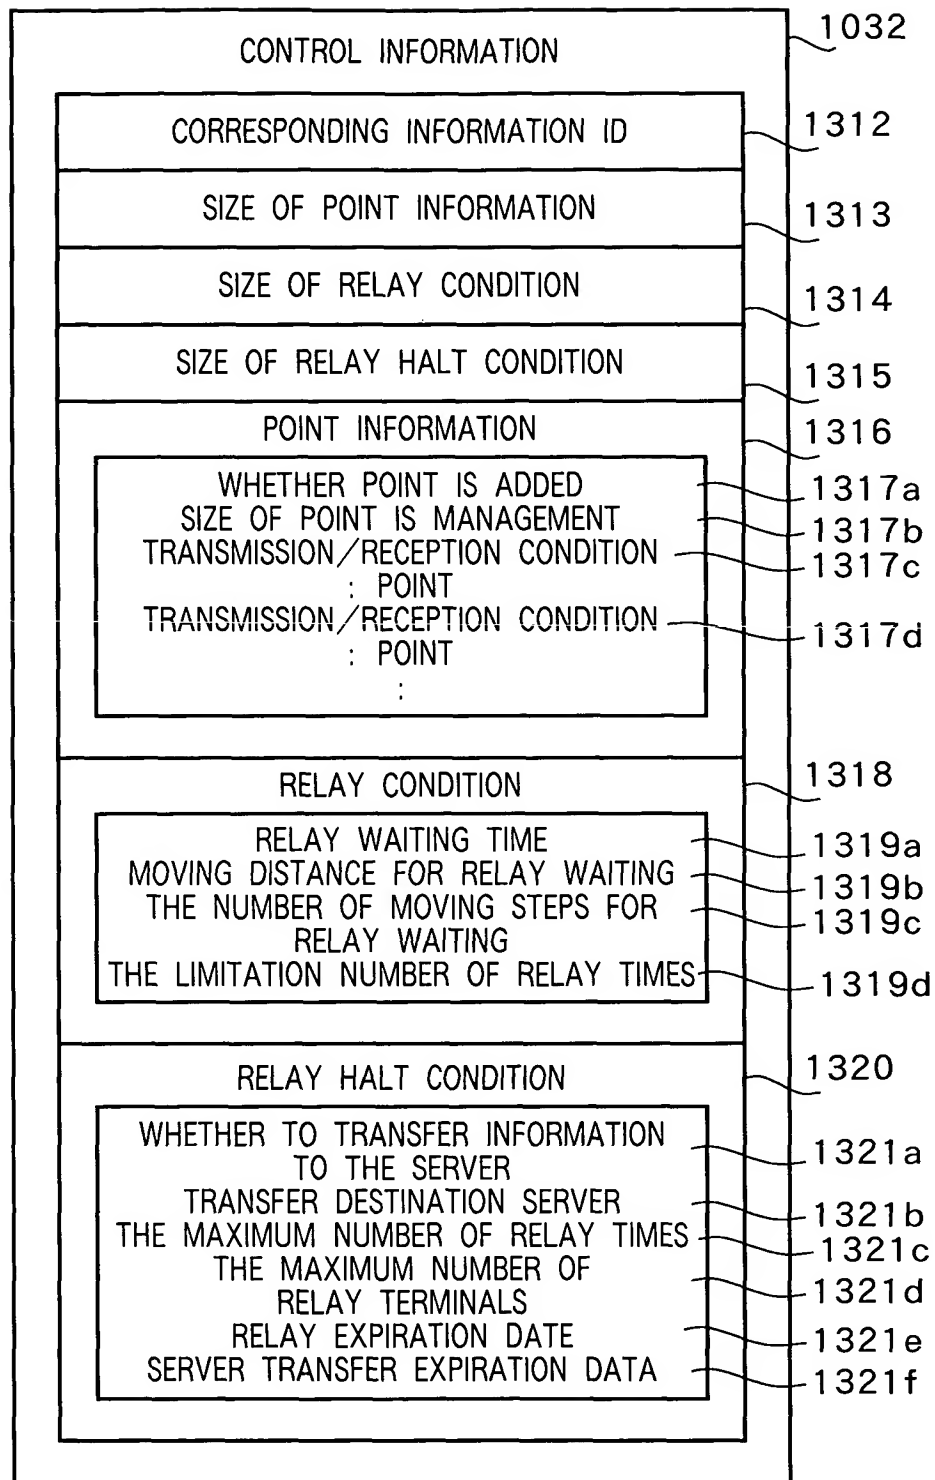 CONTROL INFORMATION 1032
CORRESPONDING INFORMATION ID 1312
SIZE OF POINT INFORMATION 1313
SIZE OF RELAY CONDITION 1314
SIZE OF RELAY HALT CONDITION 1315
POINT INFORMATION 1316
WHETHER POINT IS ADDED 1317a
SIZE OF POINT IS MANAGEMENT 1317b
TRANSMISSION/RECEPTION CONDITION 1317c
: POINT
TRANSMISSION/RECEPTION CONDITION 1317d
: POINT
:
RELAY CONDITION 1318
RELAY WAITING TIME 1319a
MOVING DISTANCE FOR RELAY WAITING 1319b
THE NUMBER OF MOVING STEPS FOR 1319c
RELAY WAITING
THE LIMITATION NUMBER OF RELAY TIMES 1319d
RELAY HALT CONDITION 1320
WHETHER TO TRANSFER INFORMATION 1321a
TO THE SERVER
TRANSFER DESTINATION SERVER 1321b
THE MAXIMUM NUMBER OF RELAY TIMES 1321c
THE MAXIMUM NUMBER OF 1321d
RELAY TERMINALS
RELAY EXPIRATION DATE 1321e
SERVER TRANSFER EXPIRATION DATA 1321f